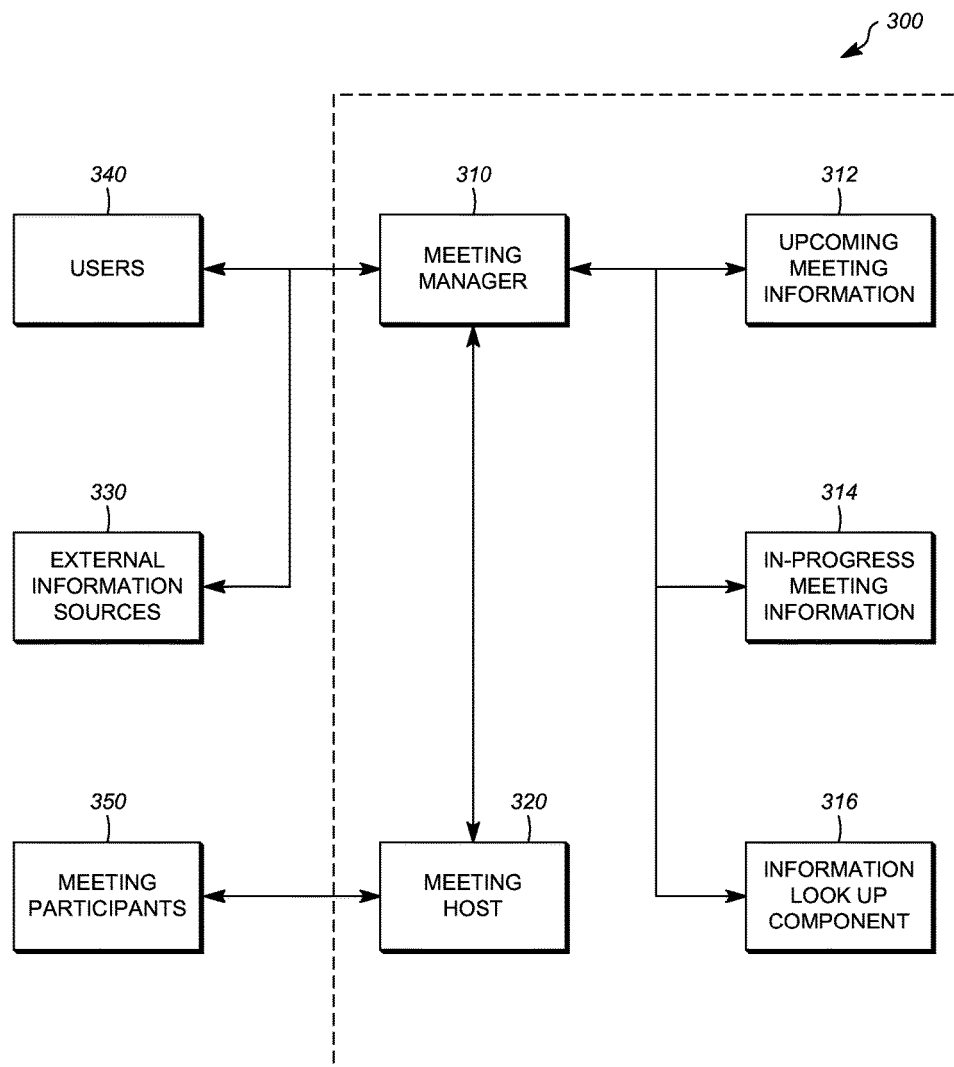 300
340
310
312
USERS
MEETING
MANAGER
UPCOMING
MEETING
INFORMATION
330
314
EXTERNAL
INFORMATION
SOURCES
IN-PROGRESS
MEETING
INFORMATION
350
320
316
MEETING
PARTICIPANTS
MEETING
HOST
INFORMATION
LOOK UP
COMPONENT